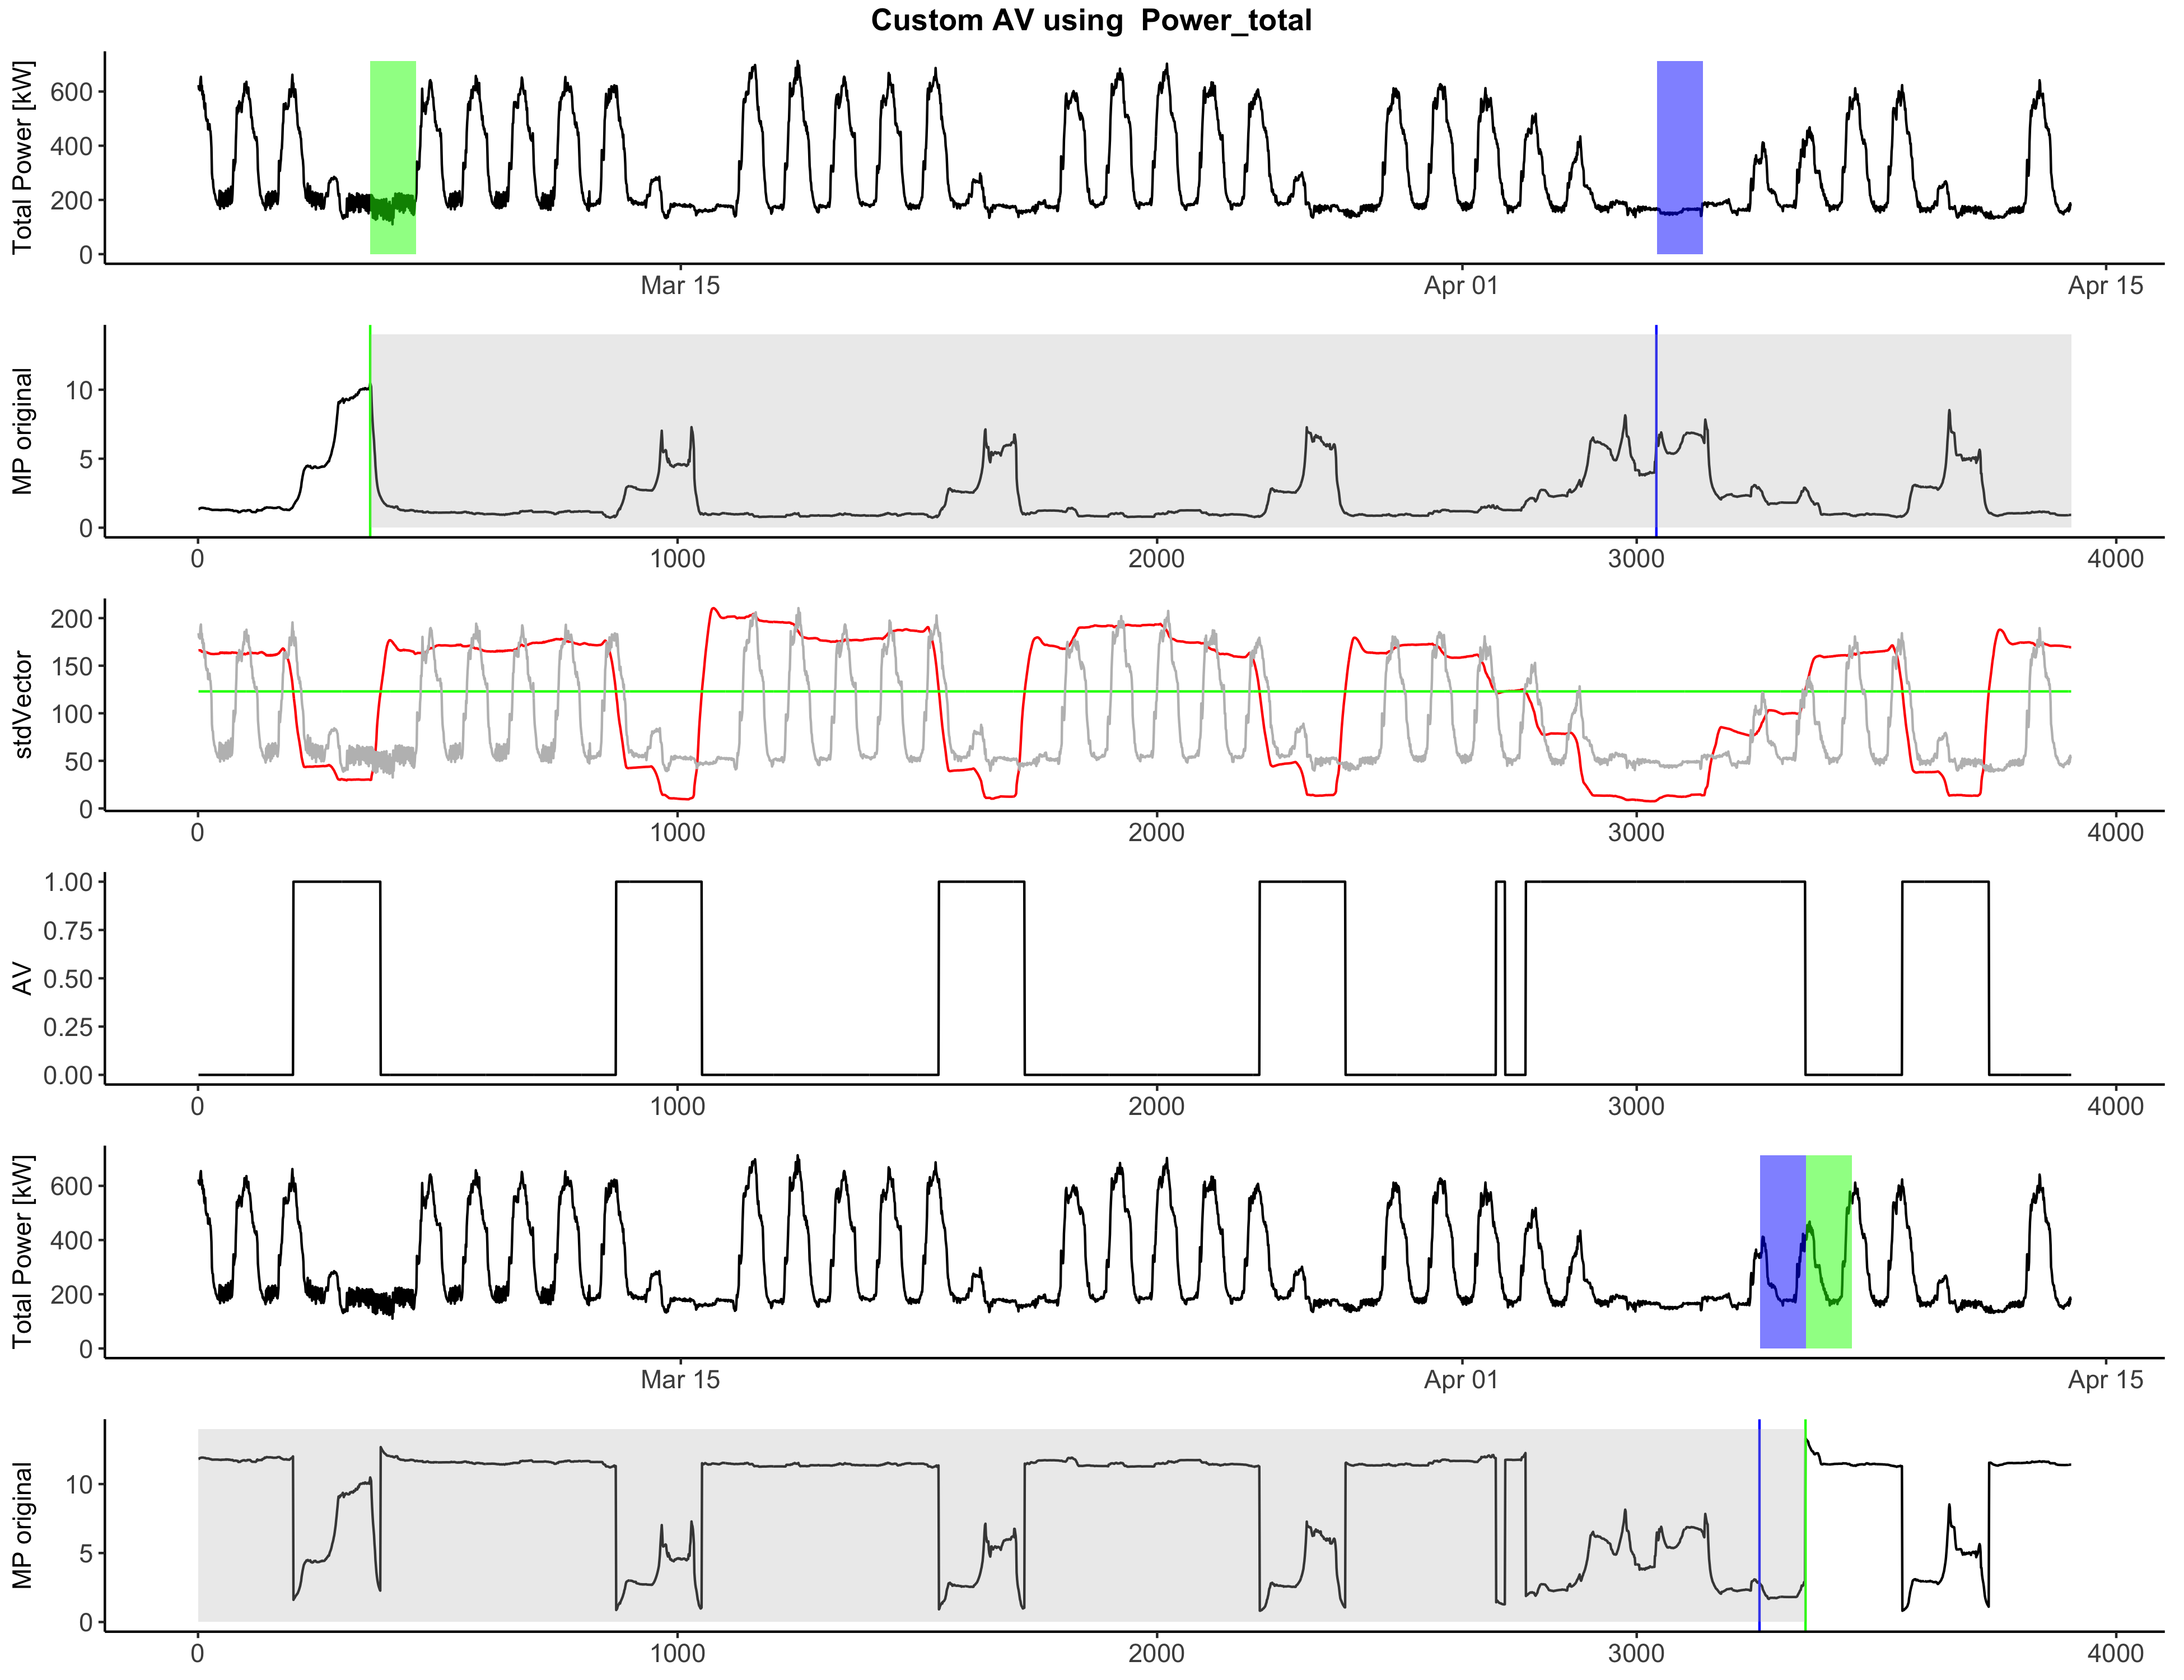 Custom AV using  Power_total
Total Power [kW]
600
400
200
0
Mar 15 Apr 01 Apr 15
MP original
10
5
0
0 1000 2000 3000 4000
stdVector
200
150
100
50
0
0 1000 2000 3000 4000
AV
1.00
0.75
0.50
0.25
0.00
0 1000 2000 3000 4000
Total Power [kW]
600
400
200
0
Mar 15 Apr 01 Apr 15
MP original
10
5
0
0 1000 2000 3000 4000